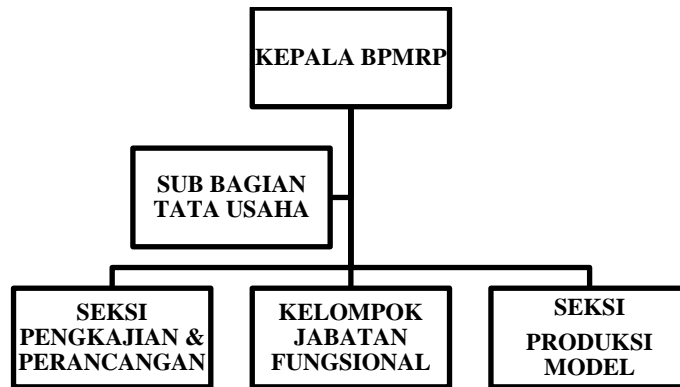 KEPALA BPMRP
SUB BAGIAN
TATA USAHA
SEKSI
PENGKAJIAN &
PERANCANGAN
KELOMPOK
JABATAN
FUNGSIONAL
SEKSI
PRODUKSI
MODEL